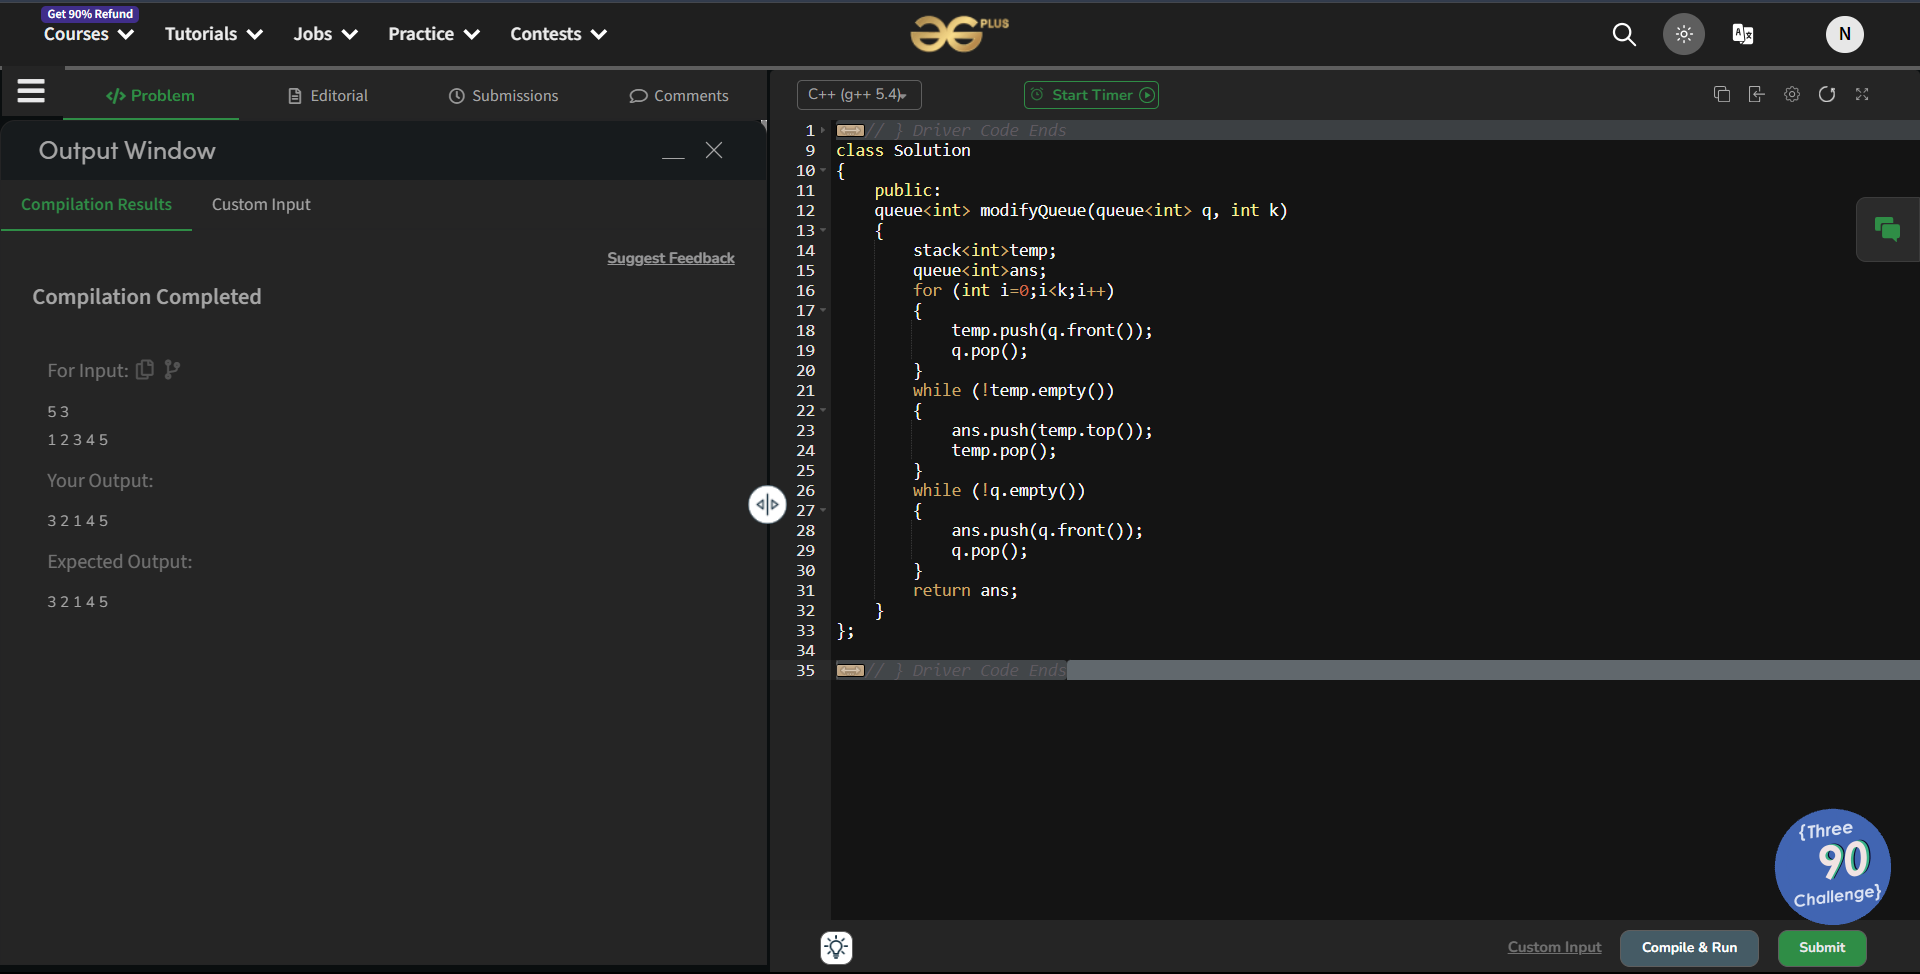 Get 90% Refund
Courses Tutorials Jobs Practice Contests
PLUS
N
</> Problem Editorial Submissions Comments
Output Window
Compilation Results Custom Input
Suggest Feedback
Compilation Completed
For Input:
5 3
1 2 3 4 5
Your Output:
3 2 1 4 5
Expected Output:
3 2 1 4 5
C++ (g++ 5.4)
Start Timer
1 // } Driver Code Ends
9 class Solution
10 {
11     public:
12     queue<int> modifyQueue(queue<int> q, int k)
13     {
14         stack<int>temp;
15         queue<int>ans;
16         for (int i=0;i<k;i++)
17         {
18             temp.push(q.front());
19             q.pop();
20         }
21         while (!temp.empty())
22         {
23             ans.push(temp.top());
24             temp.pop();
25         }
26         while (!q.empty())
27         {
28             ans.push(q.front());
29             q.pop();
30         }
31         return ans;
32     }
33 };
34
35 // } Driver Code Ends
{Three
90
Challenge}
Custom Input Compile & Run Submit